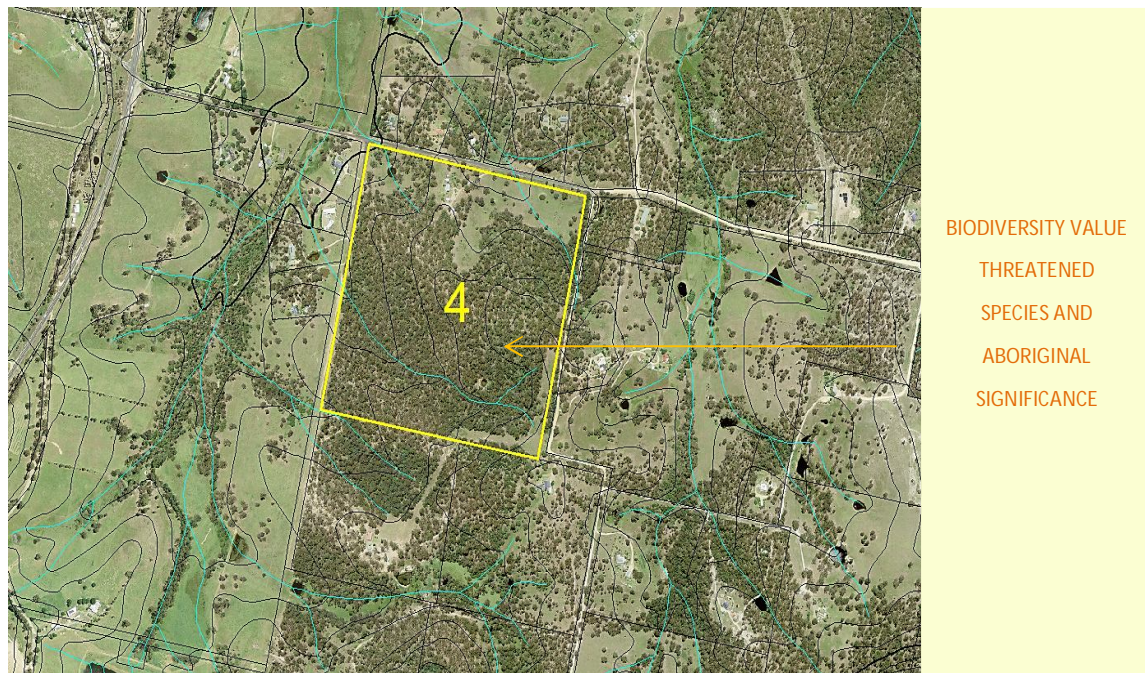 4
BIODIVERSITY VALUE
THREATENED
SPECIES AND
ABORIGINAL
SIGNIFICANCE